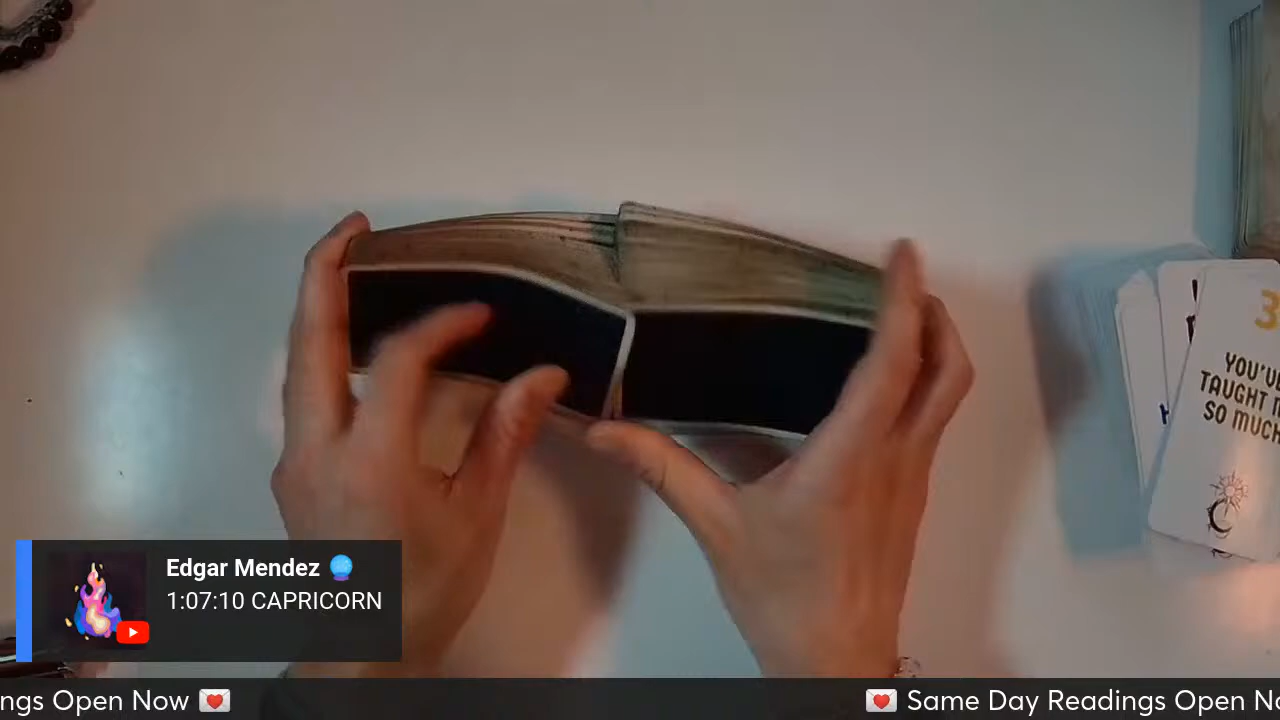 3
YOU'VE
TAUGHT
SO MUCH
Edgar Mendez
1:07:10 CAPRICORN
ngs Open Now
Same Day Readings Open No